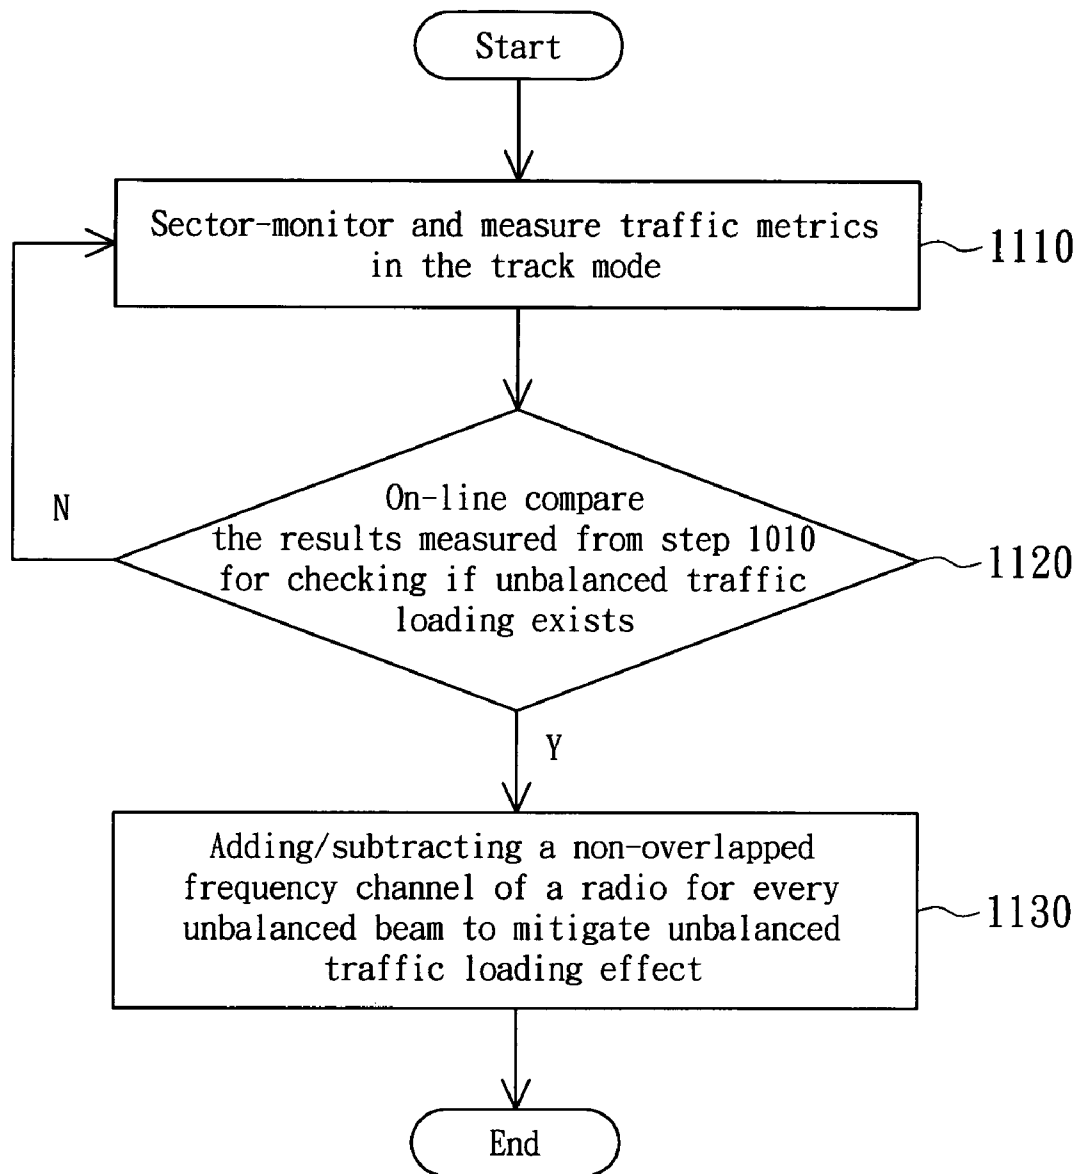 Start
Sector-monitor and measure traffic metrics
in the track mode
1110
On-line compare
the results measured from step 1010
for checking if unbalanced traffic
loading exists
1120
N
Y
Adding/subtracting a non-overlapped
frequency channel of a radio for every
unbalanced beam to mitigate unbalanced
traffic loading effect
1130
End